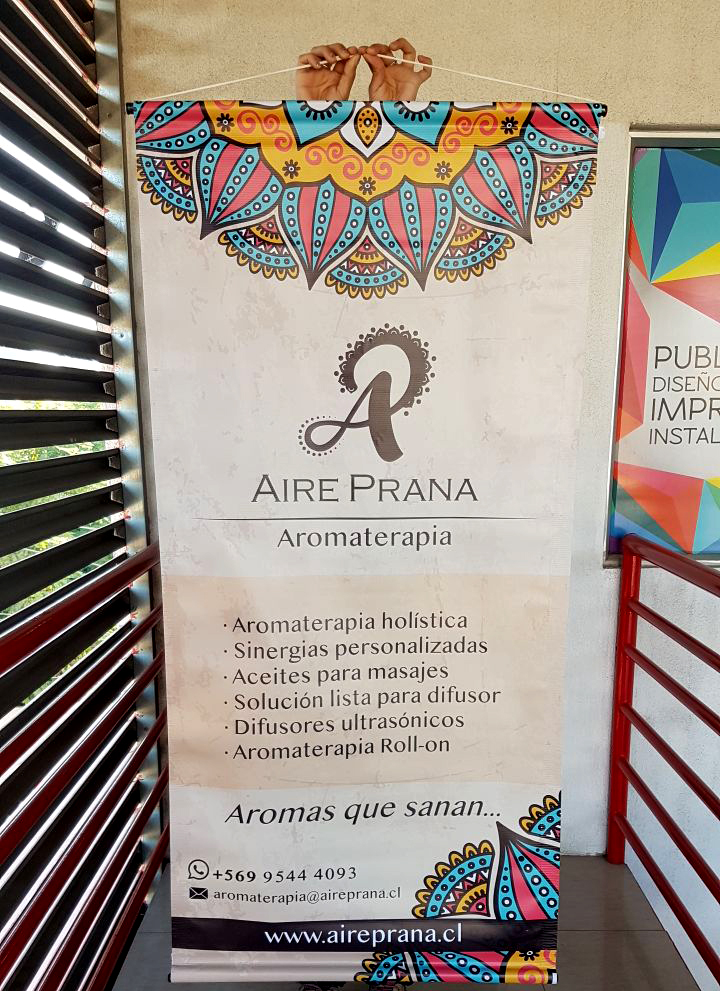 AIRE PRANA
Aromaterapia
· Aromaterapia holística
· Sinergias personalizadas
· Aceites para masajes
· Solución lista para difusor
· Difusores ultrasónicos
· Aromaterapia Roll-on
Aromas que sanan...
+569 9544 4093
aromaterapia@aireprana.cl
www.aireprana.cl
PUBL
DISEÑO
IMPR
INSTAL